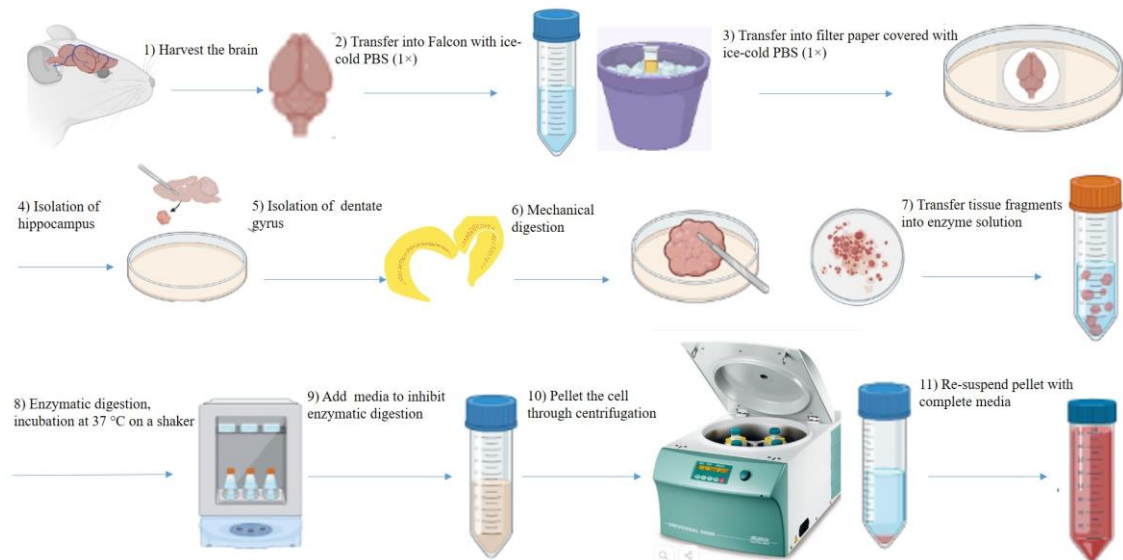 1) Harvest the brain
2) Transfer into Falcon with ice-
cold PBS (1×)
3) Transfer into filter paper covered with
ice-cold PBS (1×)
4) Isolation of
hippocampus
5) Isolation of dentate
gyrus
6) Mechanical
digestion
7) Transfer tissue fragments
into enzyme solution
8) Enzymatic digestion,
incubation at 37 °C on a shaker
9) Add media to inhibit
enzymatic digestion
10) Pellet the cell
through centrifugation
11) Re-suspend pellet with
complete media